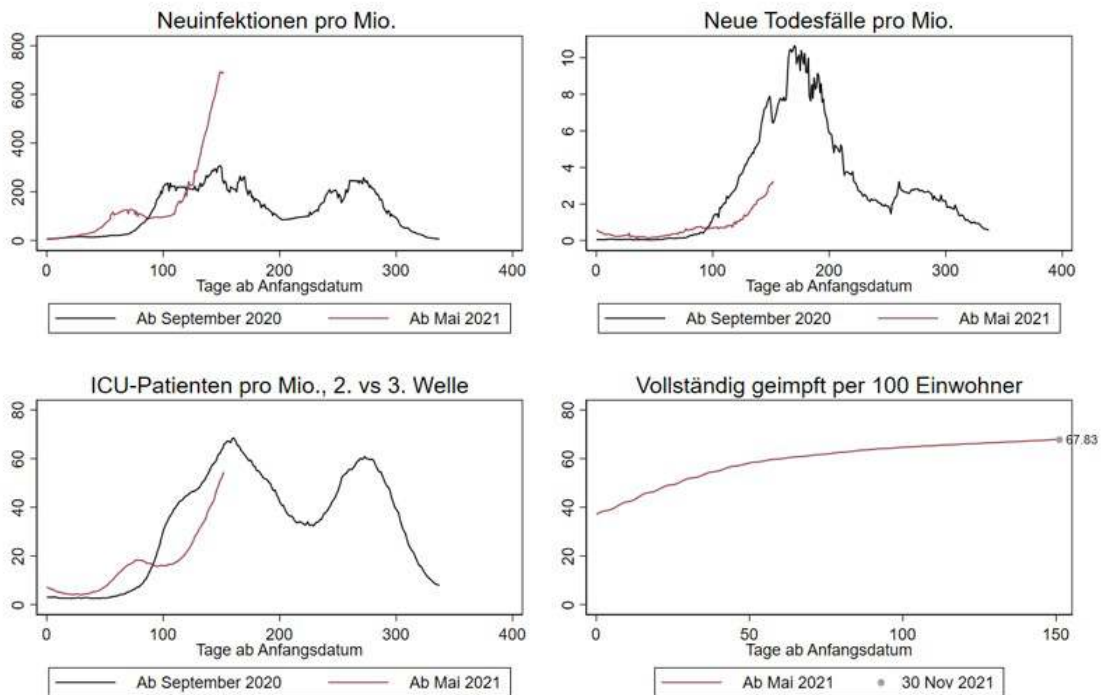 Neuinfektionen pro Mio.
800
600
400
200
0
0 100 200 300 400
Tage ab Anfangsdatum
Ab September 2020 Ab Mai 2021
Neue Todesfälle pro Mio.
10
8
6
4
2
0
0 100 200 300 400
Tage ab Anfangsdatum
Ab September 2020 Ab Mai 2021
ICU-Patienten pro Mio., 2. vs 3. Welle
80
60
40
20
0
0 100 200 300 400
Tage ab Anfangsdatum
Ab September 2020 Ab Mai 2021
Vollständig geimpft per 100 Einwohner
80
60
40
20
0
67.83
0 50 100 150
Tage ab Anfangsdatum
Ab Mai 2021 30 Nov 2021